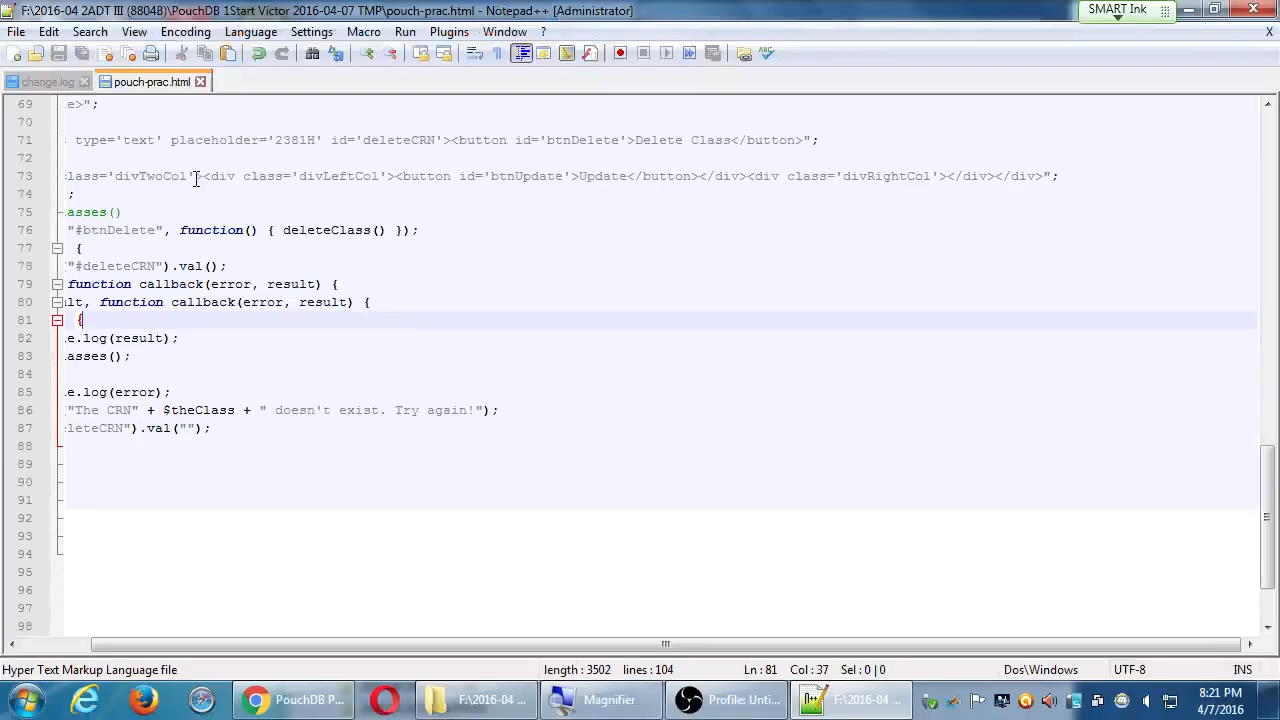 F:\2016-04 2ADT III (8804B)\PouchDB 1Start Victor 2016-04-07 TMP\pouch-prac.html - Notepad++ [Administrator]
SMART Ink
File Edit Search View Encoding Language Settings Macro Run Plugins Window ? X
change.log pouch-prac.html
69 e>";
70
71 type='text' placeholder='2381H' id='deleteCRN'><button id='btnDelete'>Delete Class</button>";
72
73 class='divTwoCol'><div class='divLeftCol'><button id='btnUpdate'>Update</button></div><div class='divRightCol'></div></div>";
74 ;
75 asses()
76 "#btnDelete", function() { deleteClass() });
77 {
78 ("#deleteCRN").val();
79 function callback(error, result) {
80 lt, function callback(error, result) {
81 {
82 e.log(result);
83 asses();
84
85 e.log(error);
86 ("The CRN" + $theClass + " doesn't exist. Try again!");
87 leteCRN").val("");
88
89
90
91
92
93
94
95
96
97
98
Hyper Text Markup Language file length : 3502 lines : 104 Ln : 81 Col : 37 Sel : 0 | 0 Dos\Windows UTF-8 INS
PouchDB P... F:\2016-04 ... Magnifier Profile: Unti... F:\2016-04 ... 8:21 PM
4/7/2016